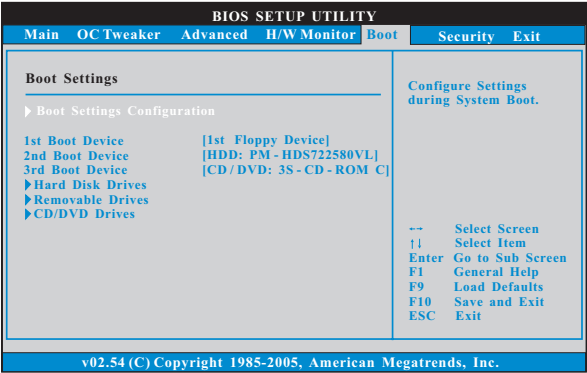 BIOS SETUP UTILITY
Main OC Tweaker Advanced H/W Monitor Boot Security Exit
Boot Settings
Boot Settings Configuration
1st Boot Device [1st Floppy Device]
2nd Boot Device [HDD: PM - HDS722580VL]
3rd Boot Device [CD / DVD: 3S - CD - ROM C]
Hard Disk Drives
Removable Drives
CD/DVD Drives
Configure Settings
during System Boot.
←→ Select Screen
↑↓ Select Item
Enter Go to Sub Screen
F1 General Help
F9 Load Defaults
F10 Save and Exit
ESC Exit
v02.54 (C) Copyright 1985-2005, American Megatrends, Inc.